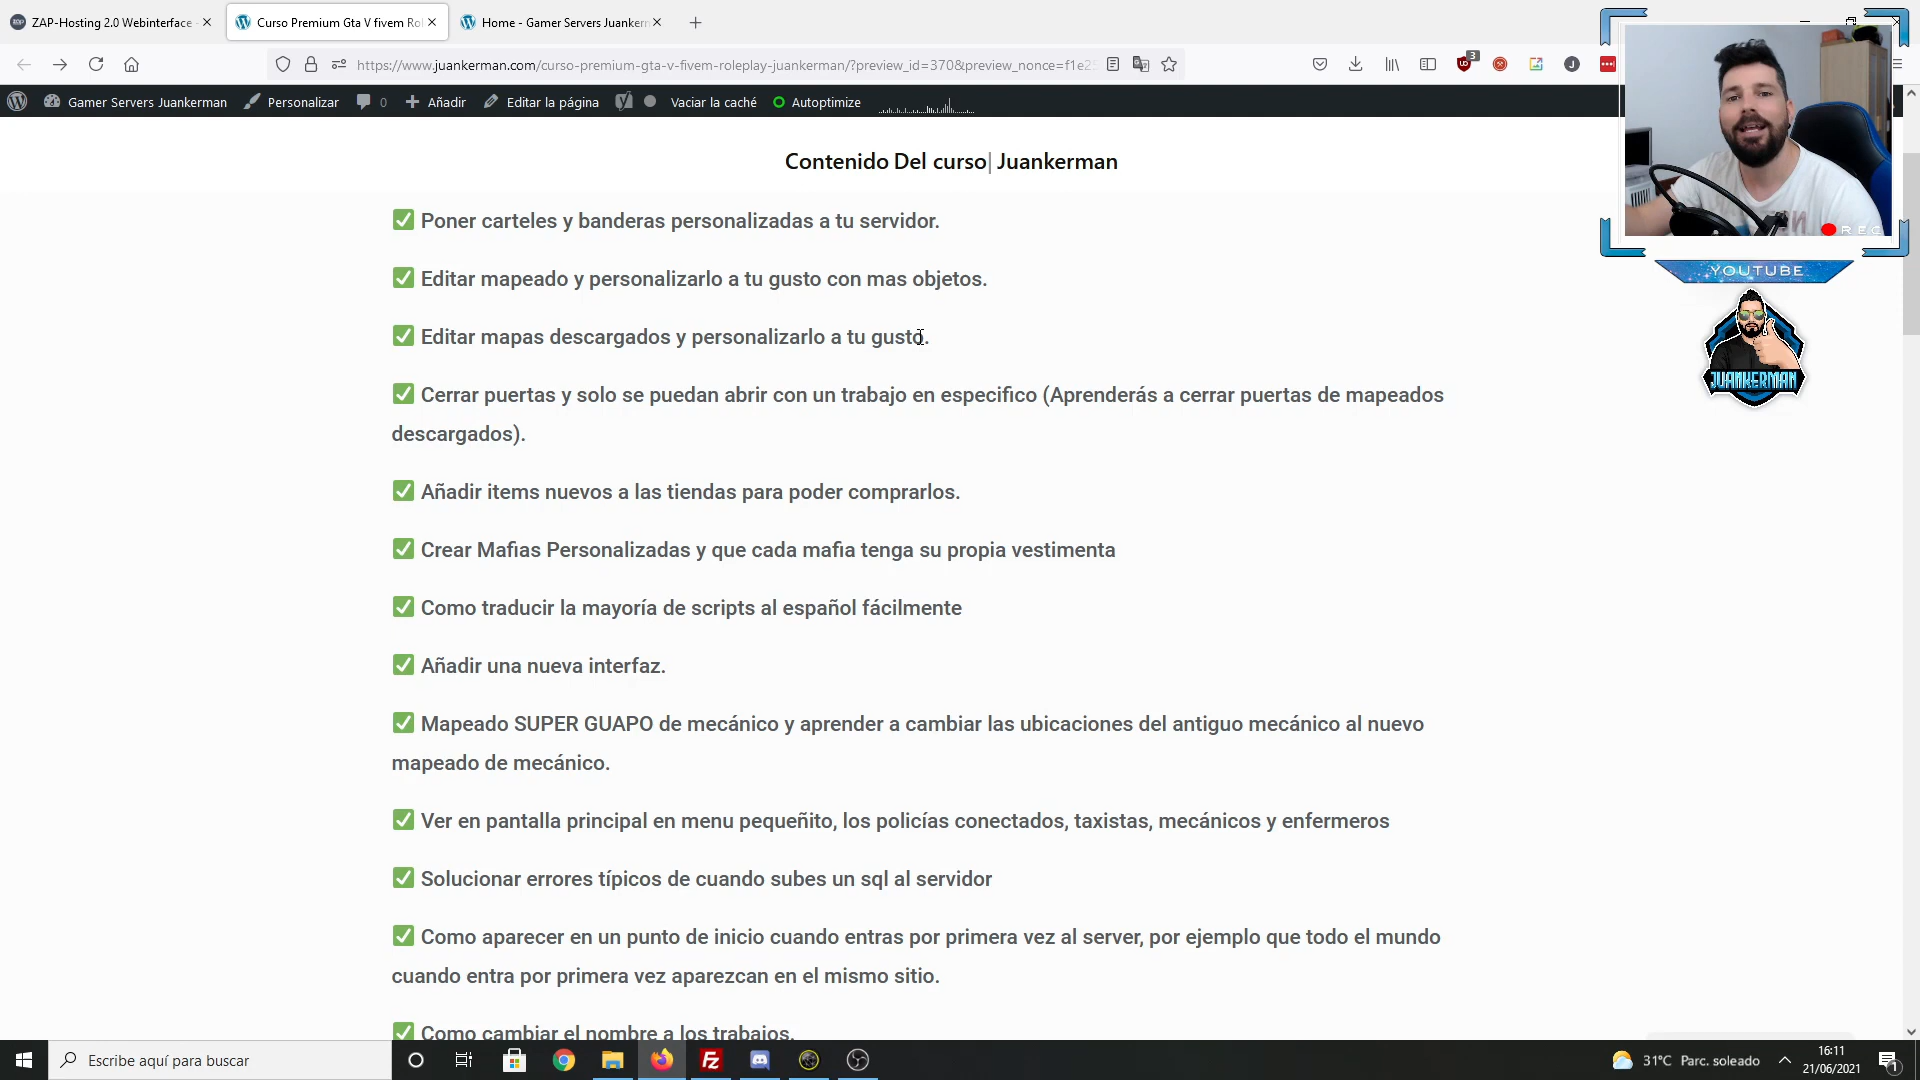 ZAP-Hosting 2.0 Webinterface
Curso Premium Gta V fivem Rol
Home - Gamer Servers Juankerm
https://www.juankerman.com/curso-premium-gta-v-fivem-roleplay-juankerman/?preview_id=370&preview_nonce=f1e2
3
J
Gamer Servers Juankerman
Personalizar
0
Añadir
Editar la página
Vaciar la caché
Autoptimize
Contenido Del curso| Juankerman
REC
YOUTUBE
JUANKERMAN
✅ Poner carteles y banderas personalizadas a tu servidor.
✅ Editar mapeado y personalizarlo a tu gusto con mas objetos.
✅ Editar mapas descargados y personalizarlo a tu gusto.
✅ Cerrar puertas y solo se puedan abrir con un trabajo en especifico (Aprenderás a cerrar puertas de mapeados
descargados).
✅ Añadir items nuevos a las tiendas para poder comprarlos.
✅ Crear Mafias Personalizadas y que cada mafia tenga su propia vestimenta
✅ Como traducir la mayoría de scripts al español fácilmente
✅ Añadir una nueva interfaz.
✅ Mapeado SUPER GUAPO de mecánico y aprender a cambiar las ubicaciones del antiguo mecánico al nuevo
mapeado de mecánico.
✅ Ver en pantalla principal en menu pequeñito, los policías conectados, taxistas, mecánicos y enfermeros
✅ Solucionar errores típicos de cuando subes un sql al servidor
✅ Como aparecer en un punto de inicio cuando entras por primera vez al server, por ejemplo que todo el mundo
cuando entra por primera vez aparezcan en el mismo sitio.
✅ Como cambiar el nombre a los trabajos.
Escribe aquí para buscar
31°C Parc. soleado
16:11
21/06/2021
1